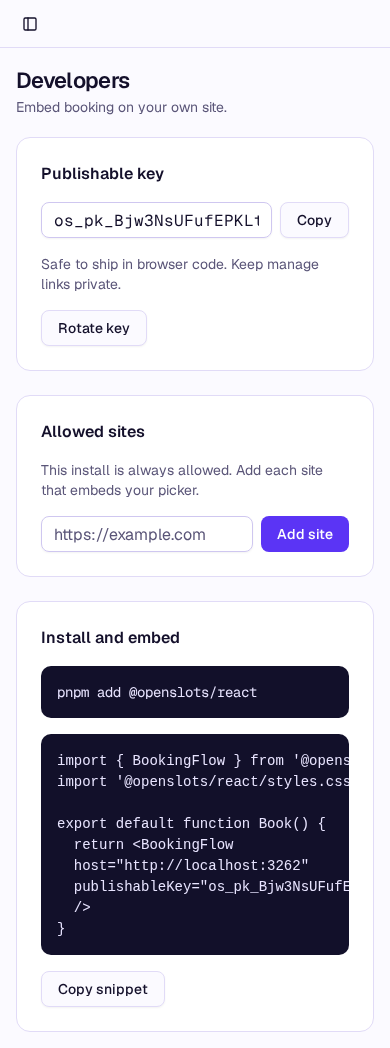 Developers
Embed booking on your own site.
Publishable key
os_pk_Bjw3NsUFufEPKL
Copy
Safe to ship in browser code. Keep manage
links private.
Rotate key
Allowed sites
This install is always allowed. Add each site
that embeds your picker.
https://example.com
Add site
Install and embed
pnpm add @openslots/react
import { BookingFlow } from '@opens
import '@openslots/react/styles.css

export default function Book() {
  return <BookingFlow
  host="http://localhost:3262"
  publishableKey="os_pk_Bjw3NsUFufE
  />
}
Copy snippet